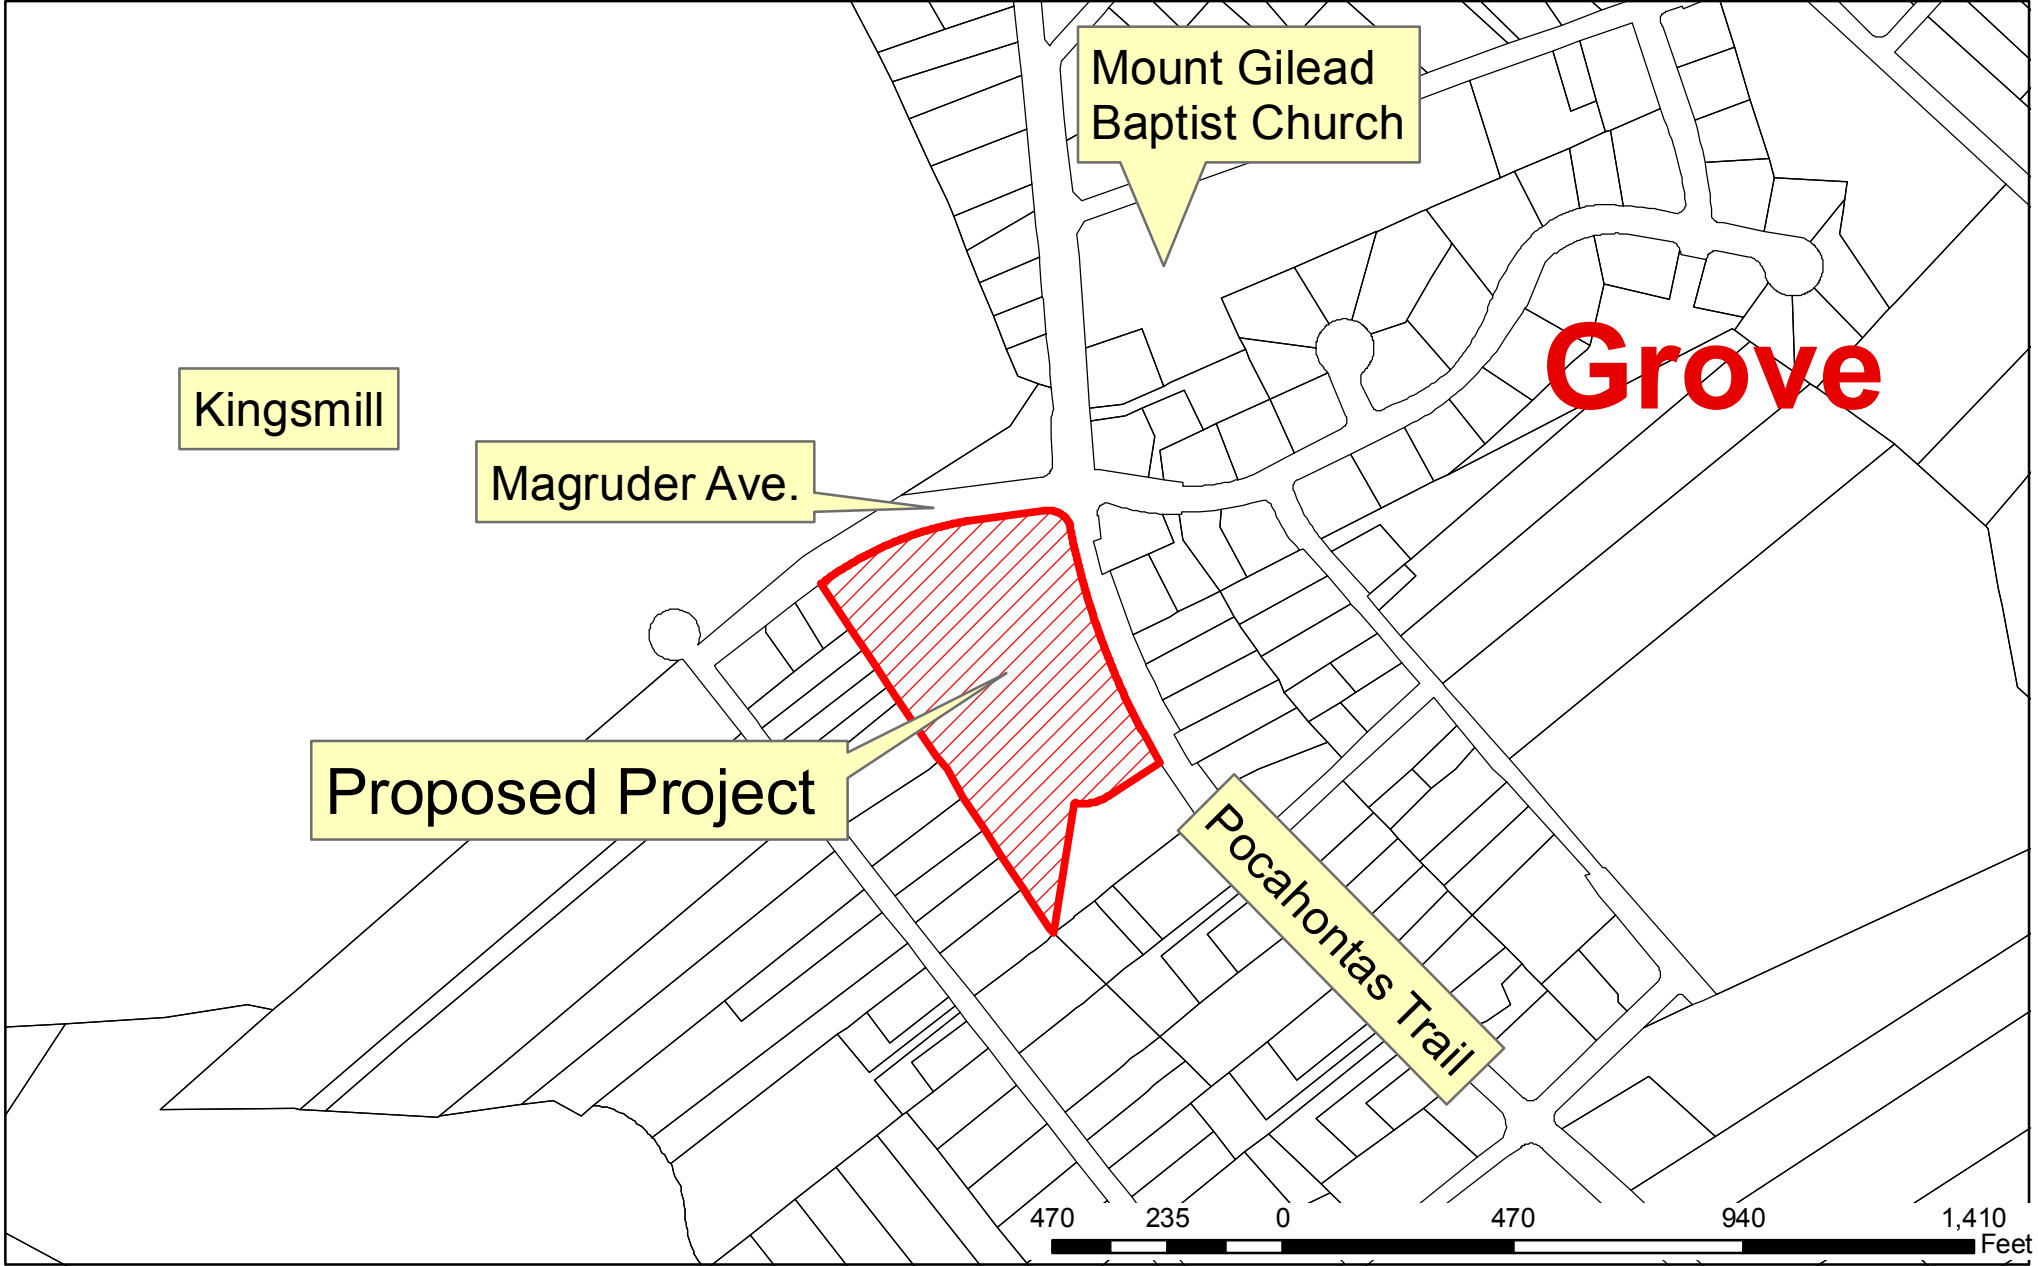 Mount Gilead
Baptist Church
Grove
Kingsmill
Magruder Ave.
Proposed Project
Pocahontas Trail
470 235 0 470 940 1,410
Feet